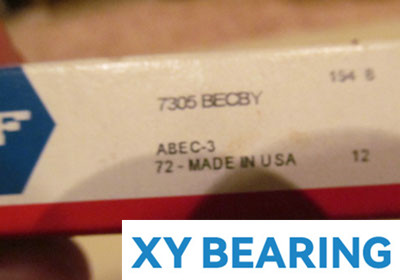 F
7305 BECBY 194 B
ABEC-3
72 - MADE IN USA 12
XY BEARING